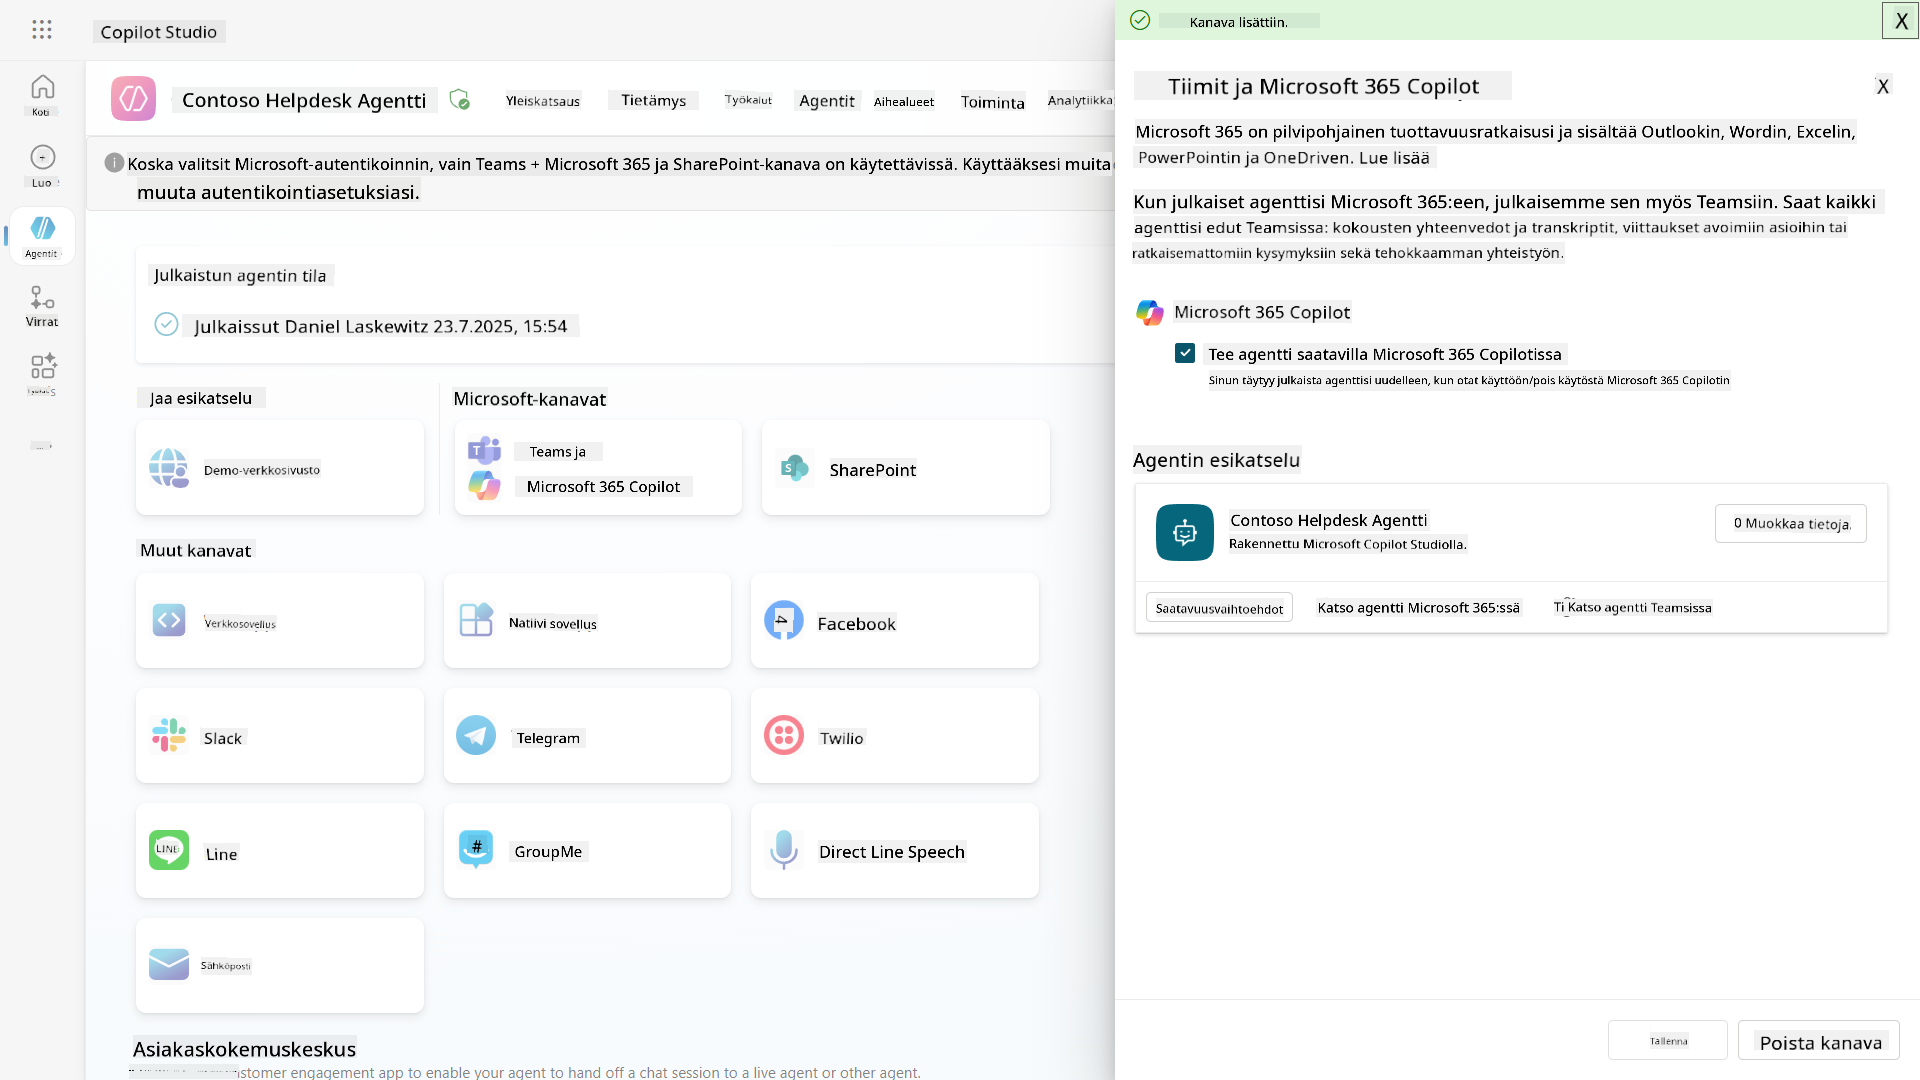 Copilot Studio
Kanava lisättiin.
X
Koti
Luo
Agentit
Virrat
Contoso Helpdesk Agentti
Yleiskatsaus
Tietämys
Työkalut
Agentit
Aihealueet
Toiminta
Analytiikka
Koska valitsit Microsoft-autentikoinnin, vain Teams + Microsoft 365 ja SharePoint-kanava on käytettävissä. Käyttääksesi muita
muuta autentikointiasetuksiasi.
Julkaistun agentin tila
Julkaissut Daniel Laskewitz 23.7.2025, 15:54
Jaa esikatselu
Microsoft-kanavat
Demo-verkkosivusto
Teams ja
Microsoft 365 Copilot
SharePoint
Muut kanavat
Verkkosovellus
Natiivi sovellus
Facebook
Slack
Telegram
Twilio
LINE
Line
#
GroupMe
Direct Line Speech
Sähköposti
Asiakaskokemuskeskus
stomer engagement app to enable your agent to hand off a chat session to a live agent or other agent.
Tiimit ja Microsoft 365 Copilot
X
Microsoft 365 on pilvipohjainen tuottavuusratkaisusi ja sisältää Outlookin, Wordin, Excelin,
PowerPointin ja OneDriven. Lue lisää
Kun julkaiset agenttisi Microsoft 365:een, julkaisemme sen myös Teamsiin. Saat kaikki
agenttisi edut Teamsissa: kokousten yhteenvedot ja transkriptit, viittaukset avoimiin asioihin tai
ratkaisemattomiin kysymyksiin sekä tehokkaamman yhteistyön.
Microsoft 365 Copilot
Tee agentti saatavilla Microsoft 365 Copilotissa
Sinun täytyy julkaista agenttisi uudelleen, kun otat käyttöön/pois käytöstä Microsoft 365 Copilotin
Agentin esikatselu
Contoso Helpdesk Agentti
Rakennettu Microsoft Copilot Studiolla.
0 Muokkaa tietoja.
Saatavuusvaihtoehdot
Katso agentti Microsoft 365:ssä
Ti Katso agentti Teamsissa
Tallenna
Poista kanava